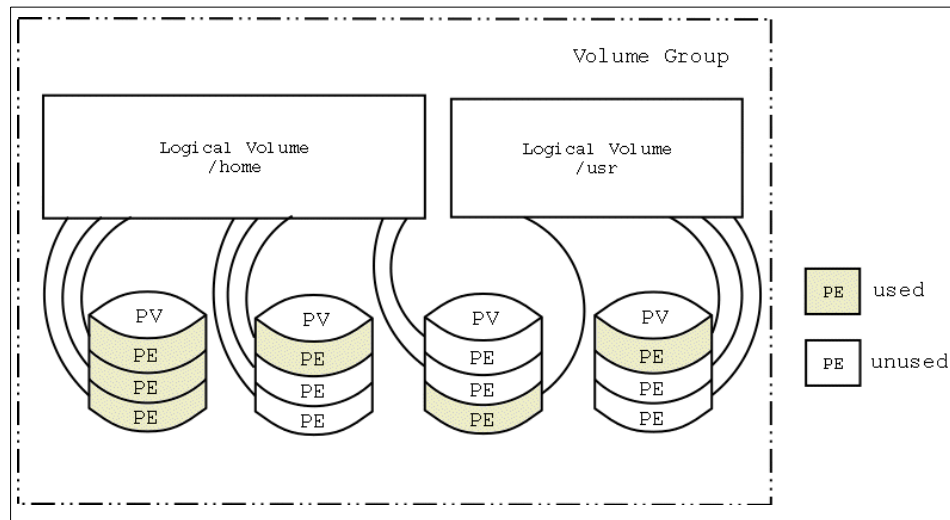 Volume Group
Logical Volume
/home
Logical Volume
/usr
PV
PE
PE
PE
PV
PE
PE
PE
PV
PE
PE
PE
PV
PE
PE
PE
PE used
PE unused